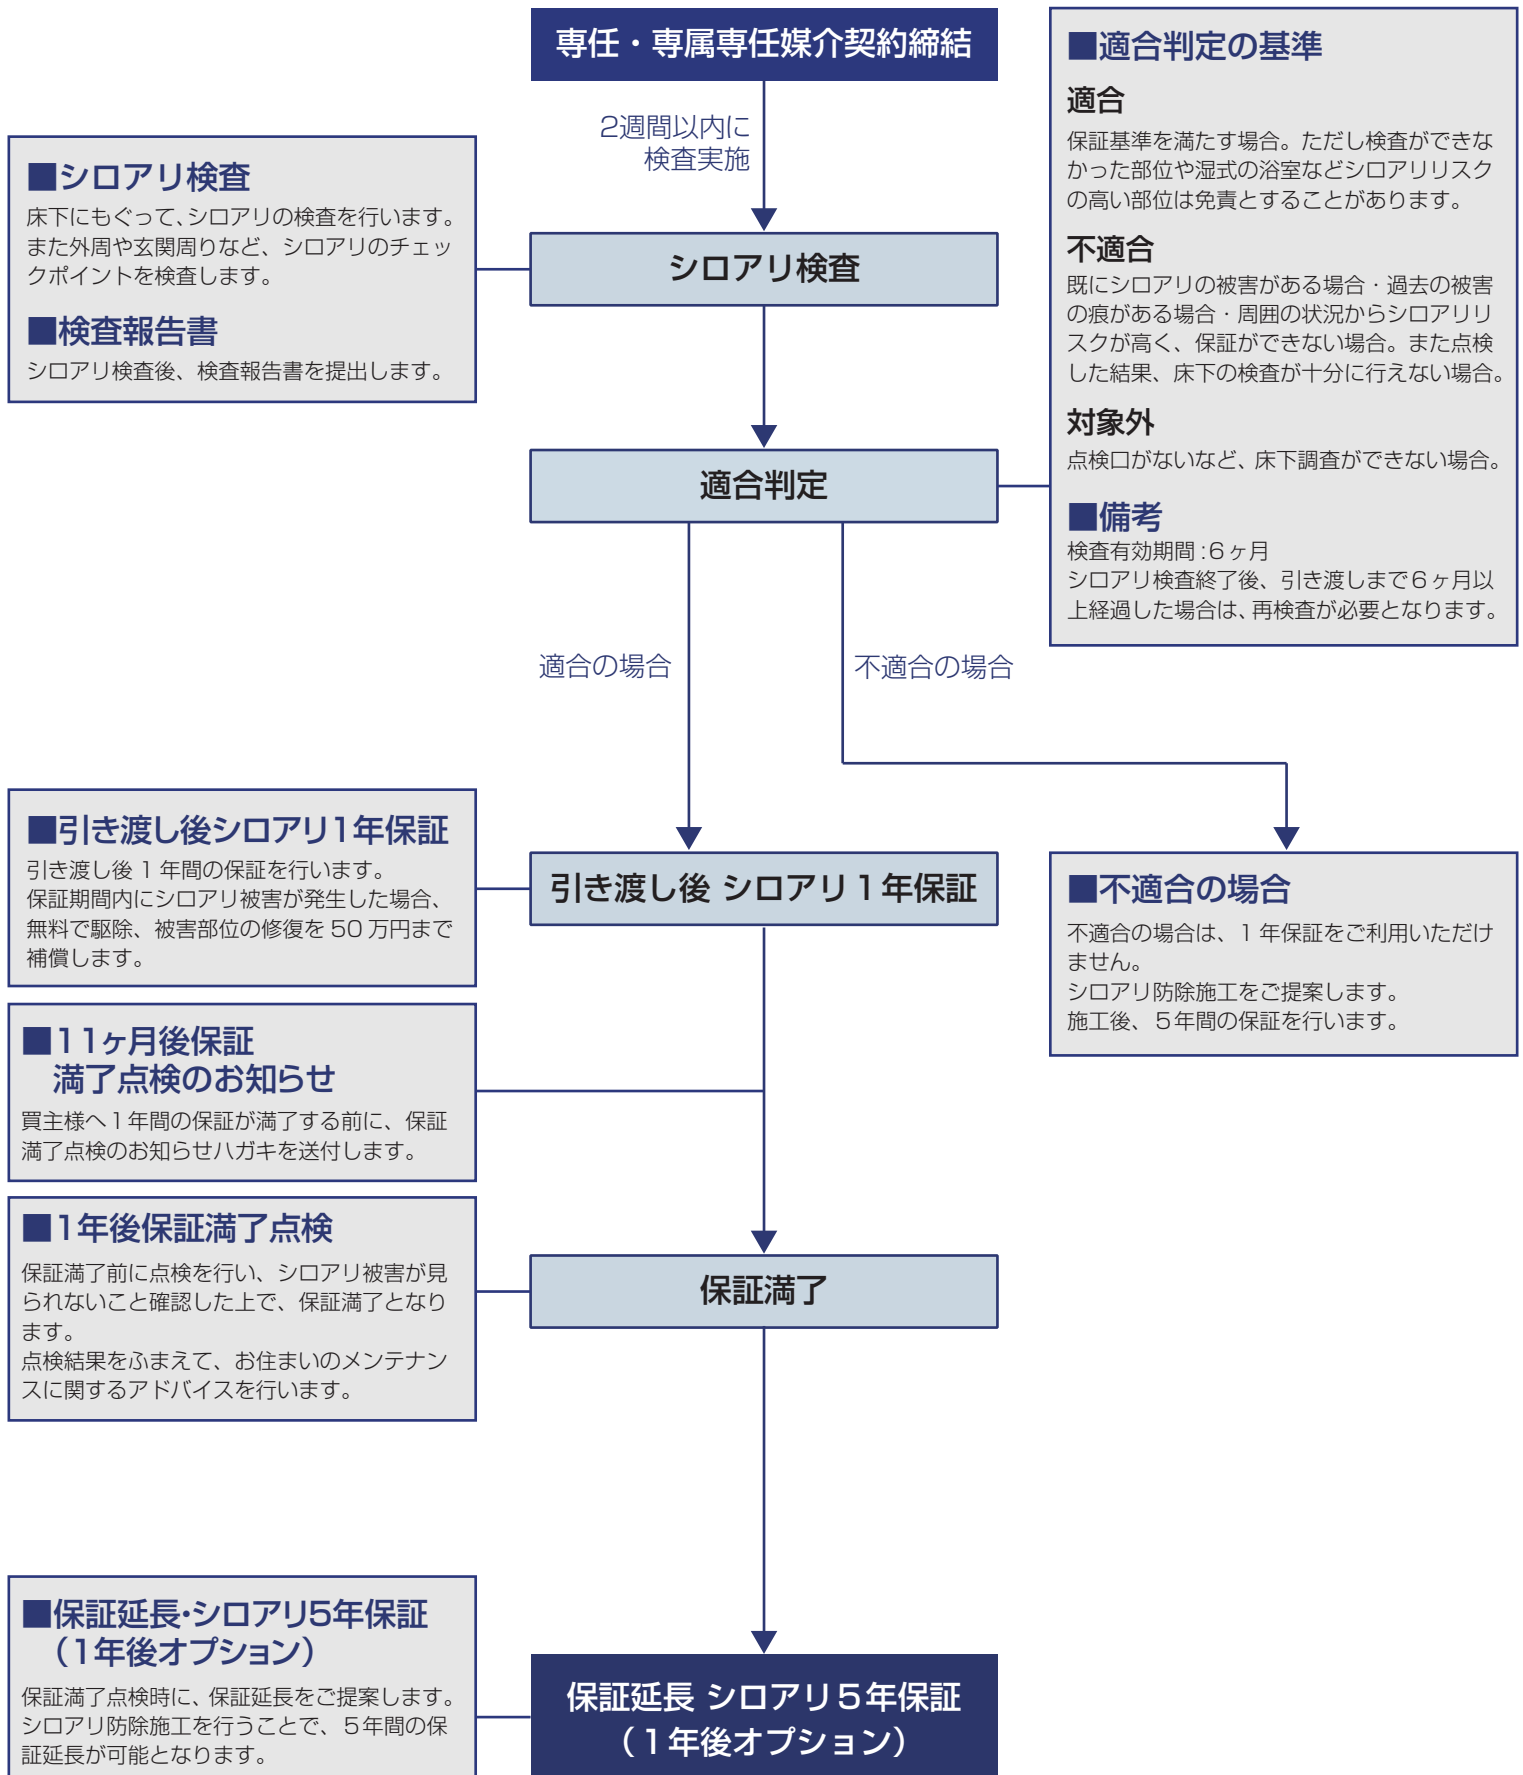 専任・専属専任媒介契約締結
2週間以内に
検査実施
■シロアリ検査
床下にもぐって、シロアリの検査を行います。
また外周や玄関周りなど、シロアリのチェッ
クポイントを検査します。
■検査報告書
シロアリ検査後、検査報告書を提出します。
シロアリ検査
■適合判定の基準
適合
保証基準を満たす場合。ただし検査ができな
かった部位や湿式の浴室などシロアリリスク
の高い部位は免責とすることがあります。
不適合
既にシロアリの被害がある場合・過去の被害
の痕がある場合・周囲の状況からシロアリリ
スクが高く、保証ができない場合。また点検
した結果、床下の検査が十分に行えない場合。
対象外
点検口がないなど、床下調査ができない場合。
■備考
検査有効期間:6ヶ月
シロアリ検査終了後、引き渡しまで6ヶ月以
上経過した場合は、再検査が必要となります。
適合判定
適合の場合
不適合の場合
■引き渡し後シロアリ1年保証
引き渡し後1年間の保証を行います。
保証期間内にシロアリ被害が発生した場合、
無料で駆除、被害部位の修復を50万円まで
補償します。
引き渡し後 シロアリ1年保証
■不適合の場合
不適合の場合は、1年保証をご利用いただけ
ません。
シロアリ防除施工をご提案します。
施工後、5年間の保証を行います。
■11ヶ月後保証
満了点検のお知らせ
買主様へ1年間の保証が満了する前に、保証
満了点検のお知らせハガキを送付します。
■1年後保証満了点検
保証満了前に点検を行い、シロアリ被害が見
られないこと確認した上で、保証満了となり
ます。
点検結果をふまえて、お住まいのメンテナン
スに関するアドバイスを行います。
保証満了
■保証延長・シロアリ5年保証
(1年後オプション)
保証満了点検時に、保証延長をご提案します。
シロアリ防除施工を行うことで、5年間の保
証延長が可能となります。
保証延長 シロアリ5年保証
(1年後オプション)